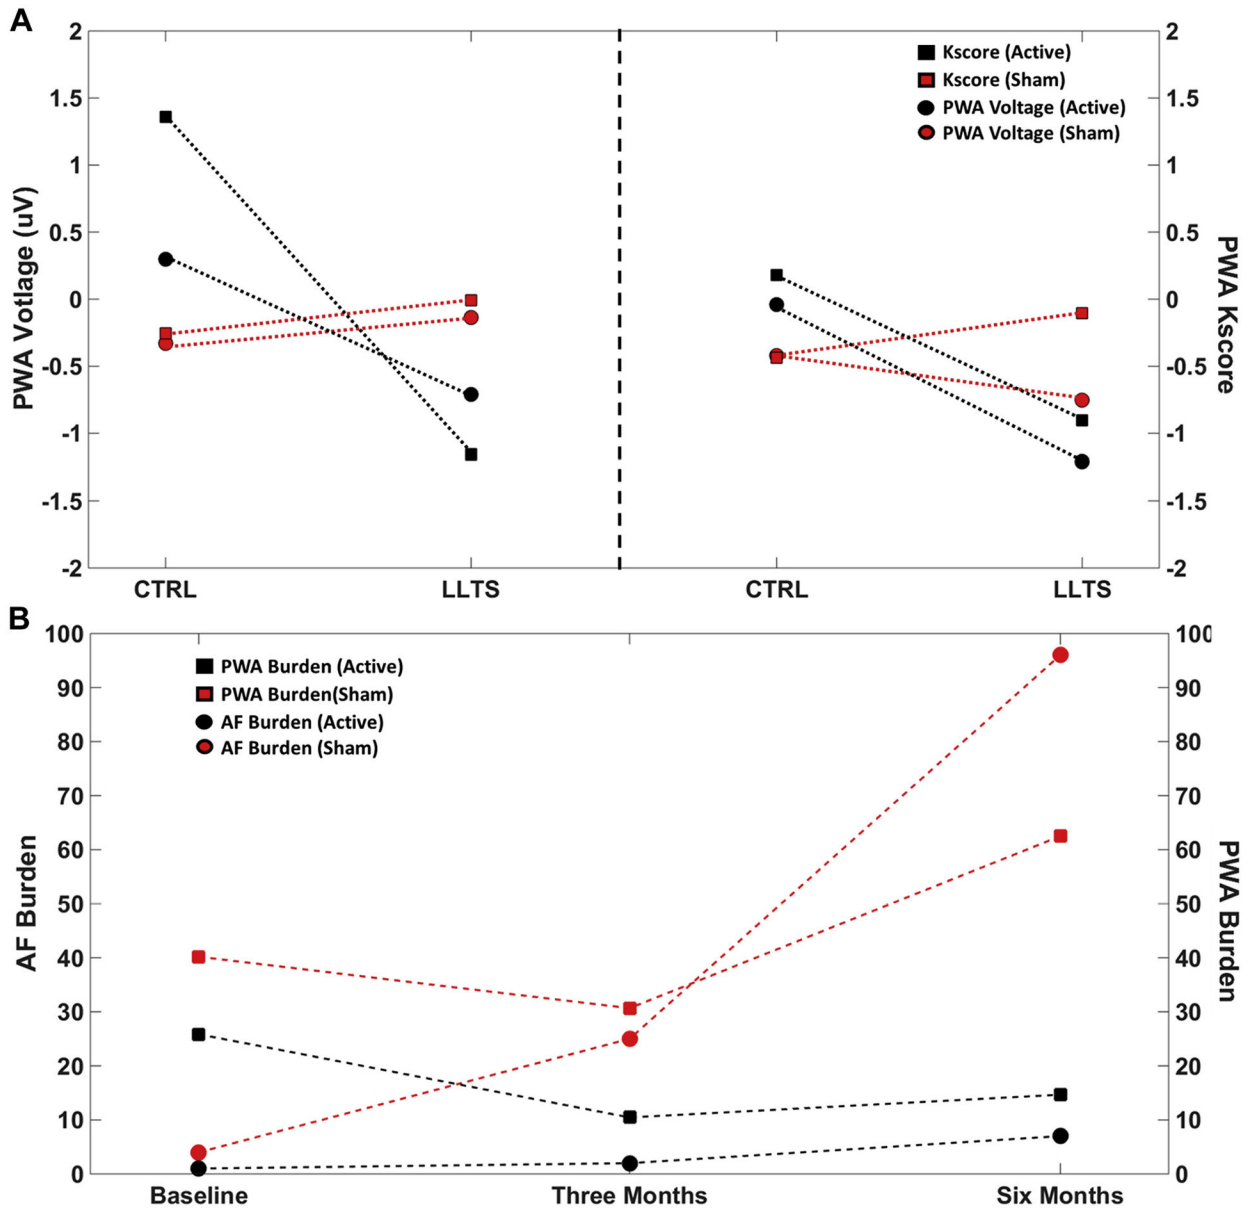 A
2
1.5
1
0.5
0
-0.5
-1
-1.5
-2
PWA Votlage (uV)
Kscore (Active)
Kscore (Sham)
PWA Voltage (Active)
PWA Voltage (Sham)
2
1.5
1
0.5
0
-0.5
-1
-1.5
-2
PWA Kscore
CTRL LLTS CTRL LLTS
B
100
90
80
70
60
50
40
30
20
10
0
AF Burden
PWA Burden (Active)
PWA Burden(Sham)
AF Burden (Active)
AF Burden (Sham)
100
90
80
70
60
50
40
30
20
10
0
PWA Burden
Baseline Three Months Six Months